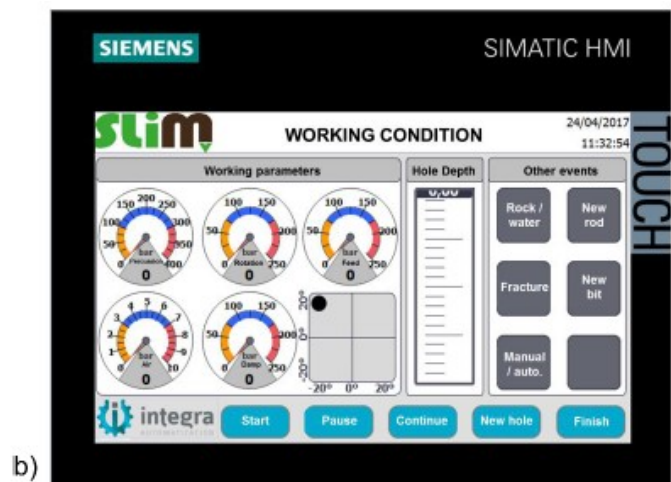 SIEMENS
SIMATIC HMI
TOUCH
SLiM
WORKING CONDITION
24/04/2017
11:32:54
Working parameters
Hole Depth
Other events
0 50 100 150 200 250 300 350 400
bar
Percussion
0
0 50 100 150 200 250
bar
Rotation
0
0 50 100 150 200 250
bar
Feed
0
0 1 2 3 4 5 6 7 8 9 10
bar
Air
0
0 50 100 150 200 250
bar
Damp
0
20°
0°
-20°
-20° 0° 20°
0,00
Rock /
water
New
rod
Fracture
New
bit
Manual
/ auto.
integra
Start
Pause
Continue
New hole
Finish
b)